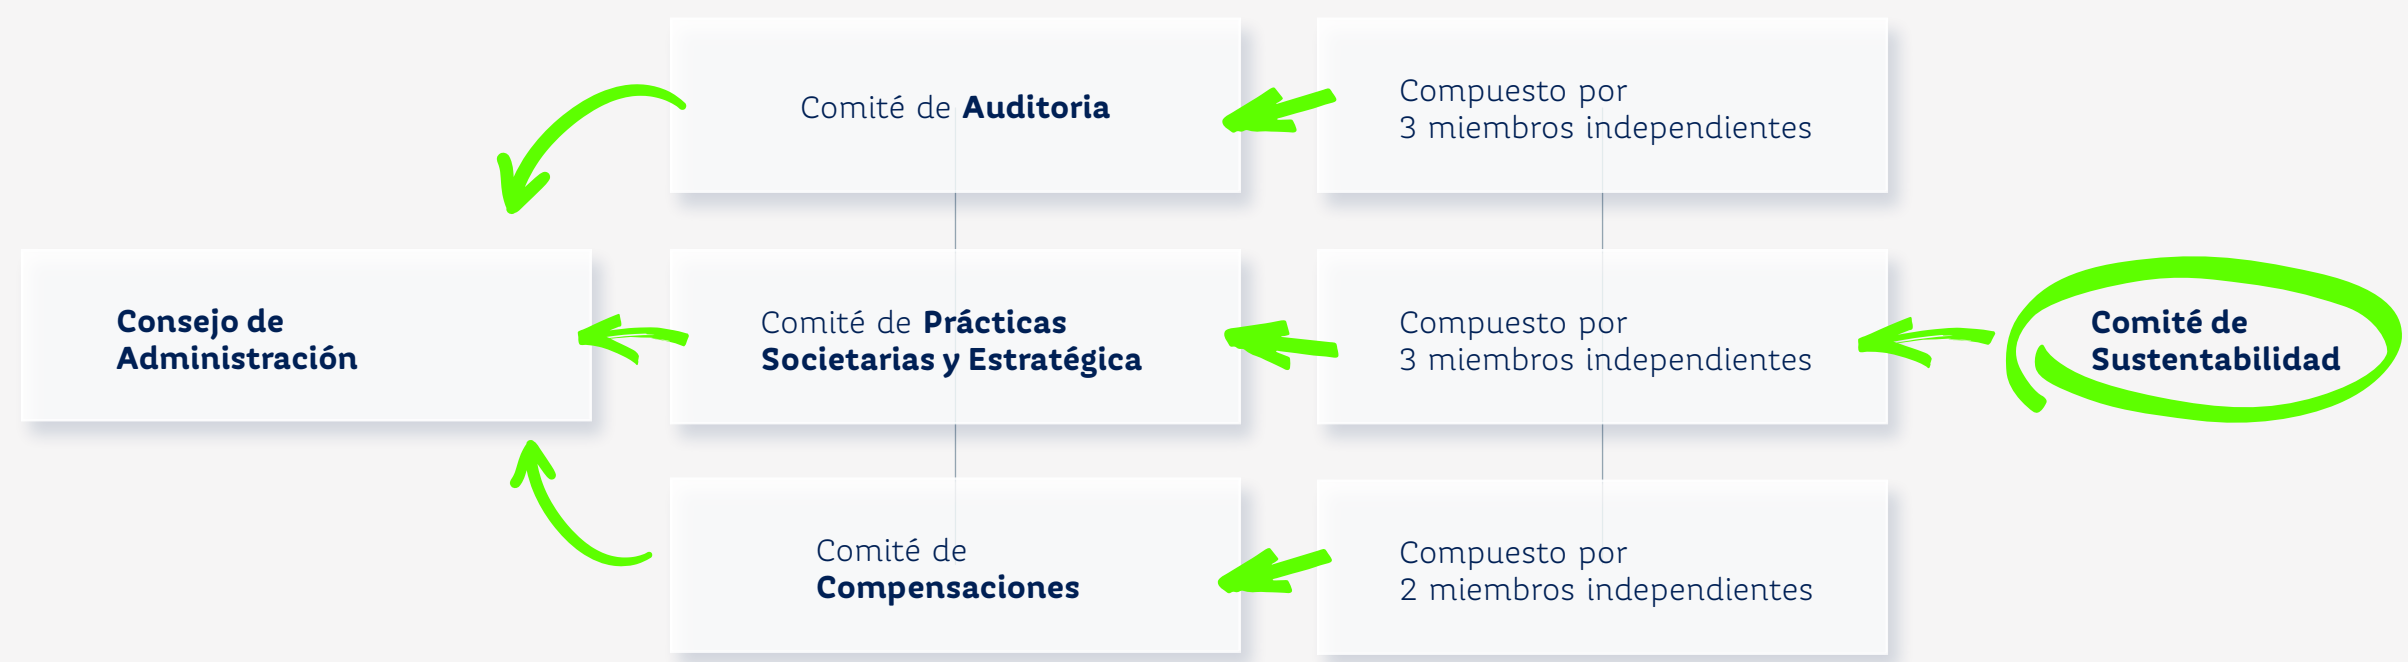 Comité de Auditoria
Compuesto por
3 miembros independientes
Consejo de
Administración
Comité de Prácticas
Societarias y Estratégica
Compuesto por
3 miembros independientes
Comité de
Sustentabilidad
Comité de
Compensaciones
Compuesto por
2 miembros independientes